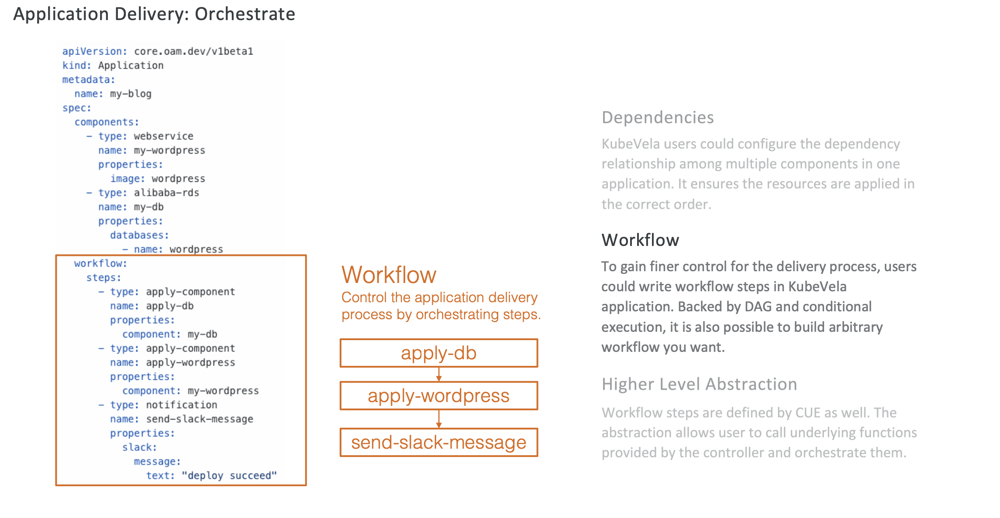 Application Delivery: Orchestrate
apiVersion: core.oam.dev/v1beta1
kind: Application
metadata:
  name: my-blog
spec:
  components:
    - type: webservice
      name: my-wordpress
      properties:
        image: wordpress
    - type: alibaba-rds
      name: my-db
      properties:
        databases:
          - name: wordpress
  workflow:
    steps:
      - type: apply-component
        name: apply-db
        properties:
          component: my-db
      - type: apply-component
        name: apply-wordpress
        properties:
          component: my-wordpress
      - type: notification
        name: send-slack-message
        properties:
          slack:
            message:
              text: "deploy succeed"
Workflow
Control the application delivery
process by orchestrating steps.
apply-db
apply-wordpress
send-slack-message
Dependencies
KubeVela users could configure the dependency
relationship among multiple components in one
application. It ensures the resources are applied in
the correct order.
Workflow
To gain finer control for the delivery process, users
could write workflow steps in KubeVela
application. Backed by DAG and conditional
execution, it is also possible to build arbitrary
workflow you want.
Higher Level Abstraction
Workflow steps are defined by CUE as well. The
abstraction allows user to call underlying functions
provided by the controller and orchestrate them.